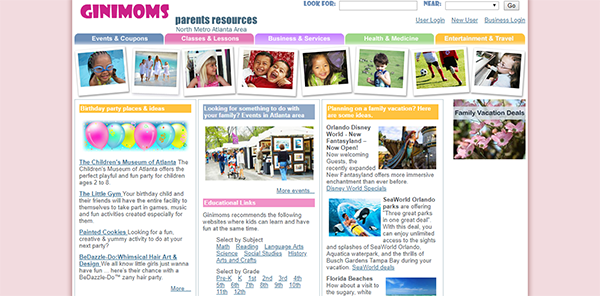 GINIMOMS
parents resources
North Metro Atlanta Area
LOOK FOR:
NEAR:
Go
User Login New User Business Login
Events & Coupons
Classes & Lessons
Business & Services
Health & Medicine
Entertainment & Travel
Birthday party places & ideas
The Children's Museum of Atlanta The
Children's Museum of Atlanta offers the
perfect playful and fun party for children
ages 2 to 8.
The Little Gym Your birthday child and
their friends will have the entire facility to
themselves to take part in games, music
and fun activities created especially for
them.
Painted Cookies Looking for a fun,
creative & yummy activity to do at your
next party?
BeDazzle-Do:Whimsical Hair Art &
Design We all know little girls just wanna
have fun ... here's their chance with a
BeDazzle-Do™ zany hair party.
More ...
Looking for something to do with
your family? Events in Atlanta area
More events...
Educational Links
Ginimoms recommends the following
websites where kids can learn and have
fun at the same time.
Select by Subject
Math Reading Language Arts
Science Social Studies History
Arts and Crafts
Select by Grade
Pre-K K 1st 2nd 3rd 4th
5th 6th 7th 8th 9th 10th
11th 12th
Planning on a family vacation? Here
are some ideas.
Orlando Disney
World - New
Fantasyland –
Now Open!
Now welcoming
Guests, the
recently expanded
New Fantasyland offers more immersive
enchantment than ever before.
Disney World Specials
SeaWorld Orlando
parks are offering
"Three great parks
in one great deal".
With this deal, you
can enjoy unlimited
access to the sights
and splashes of SeaWorld Orlando,
Aquatica waterpark, and the thrills of
Busch Gardens Tampa Bay during your
vacation. SeaWorld deals
Florida Beaches
How about a visit to
the sugary, white
Family Vacation Deals